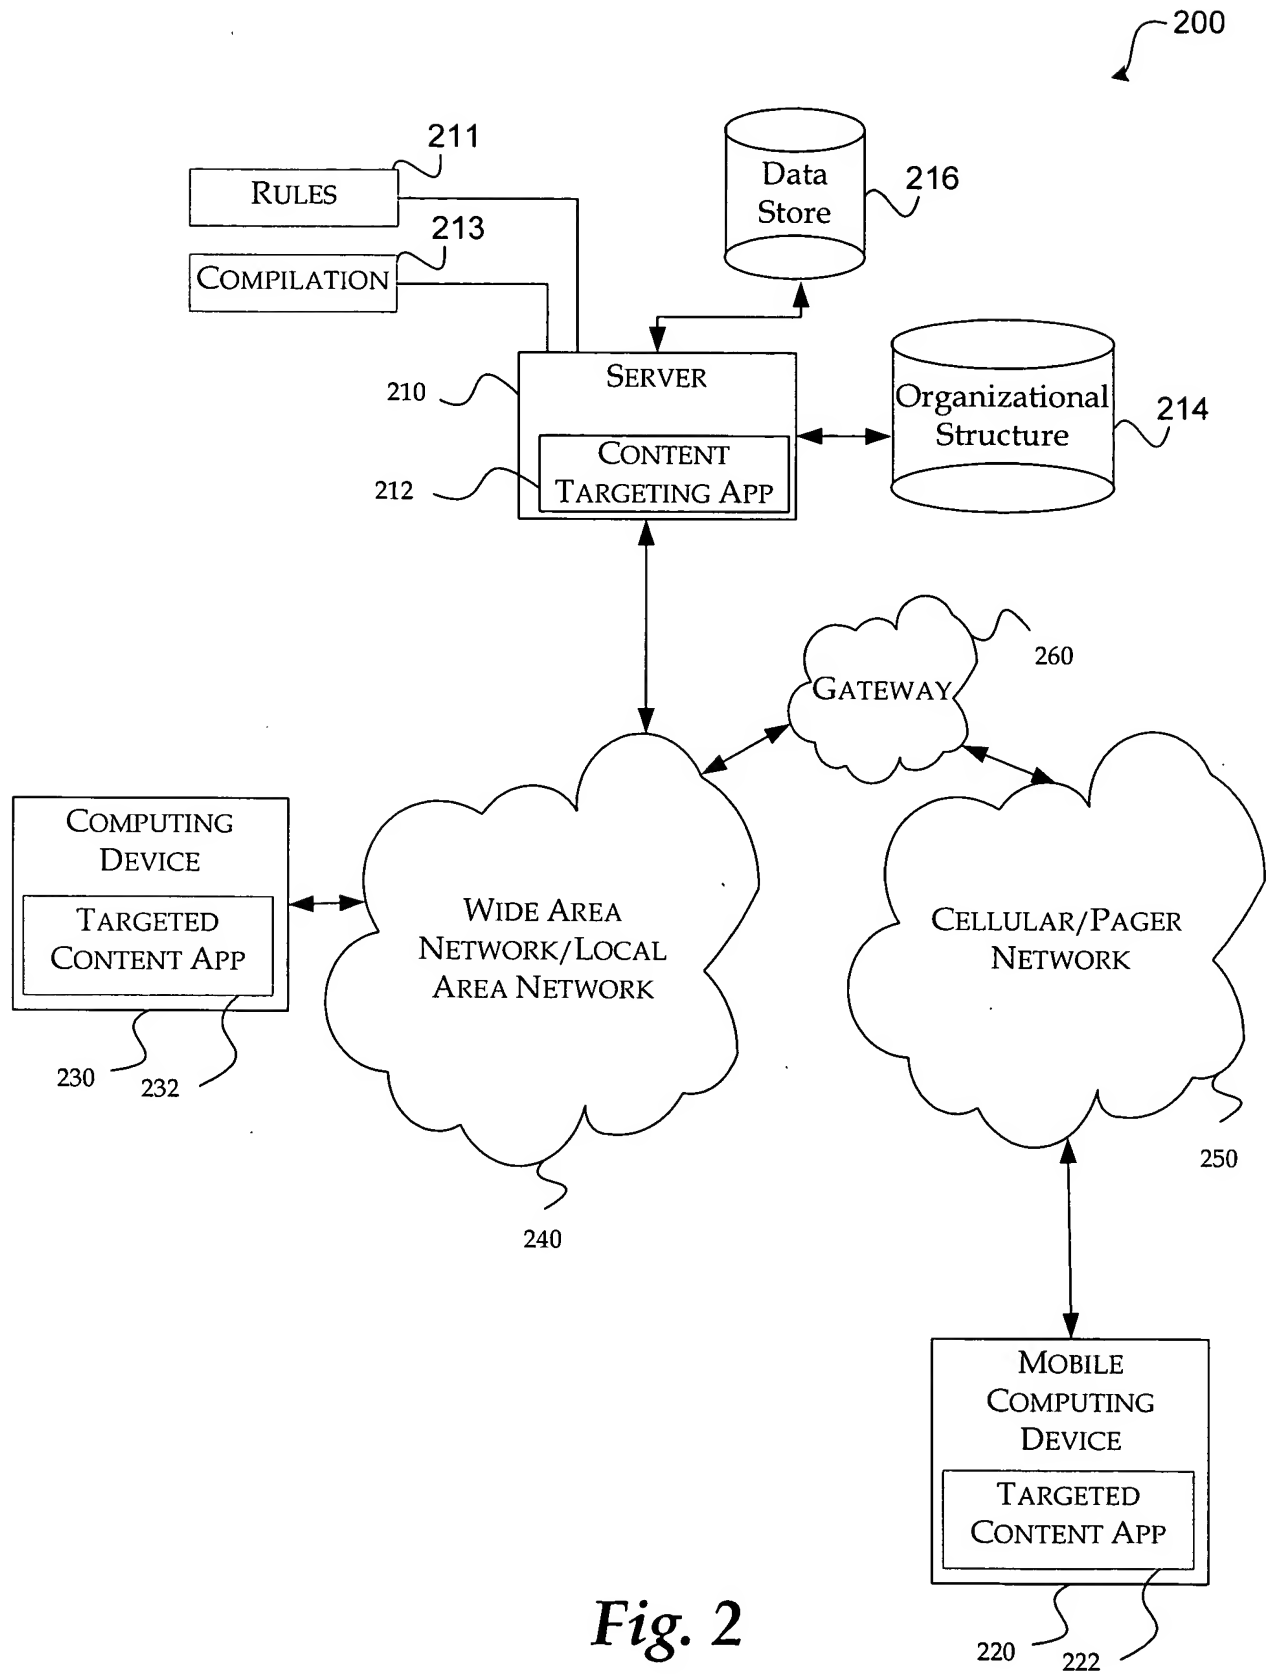 200
211
RULES
213
COMPILATION
Data
Store
216
210
SERVER
212
CONTENT
TARGETING APP
Organizational
Structure
214
GATEWAY
260
COMPUTING
DEVICE
TARGETED
CONTENT APP
230
232
WIDE AREA
NETWORK/LOCAL
AREA NETWORK
240
CELLULAR/PAGER
NETWORK
250
MOBILE
COMPUTING
DEVICE
TARGETED
CONTENT APP
220
222
Fig. 2